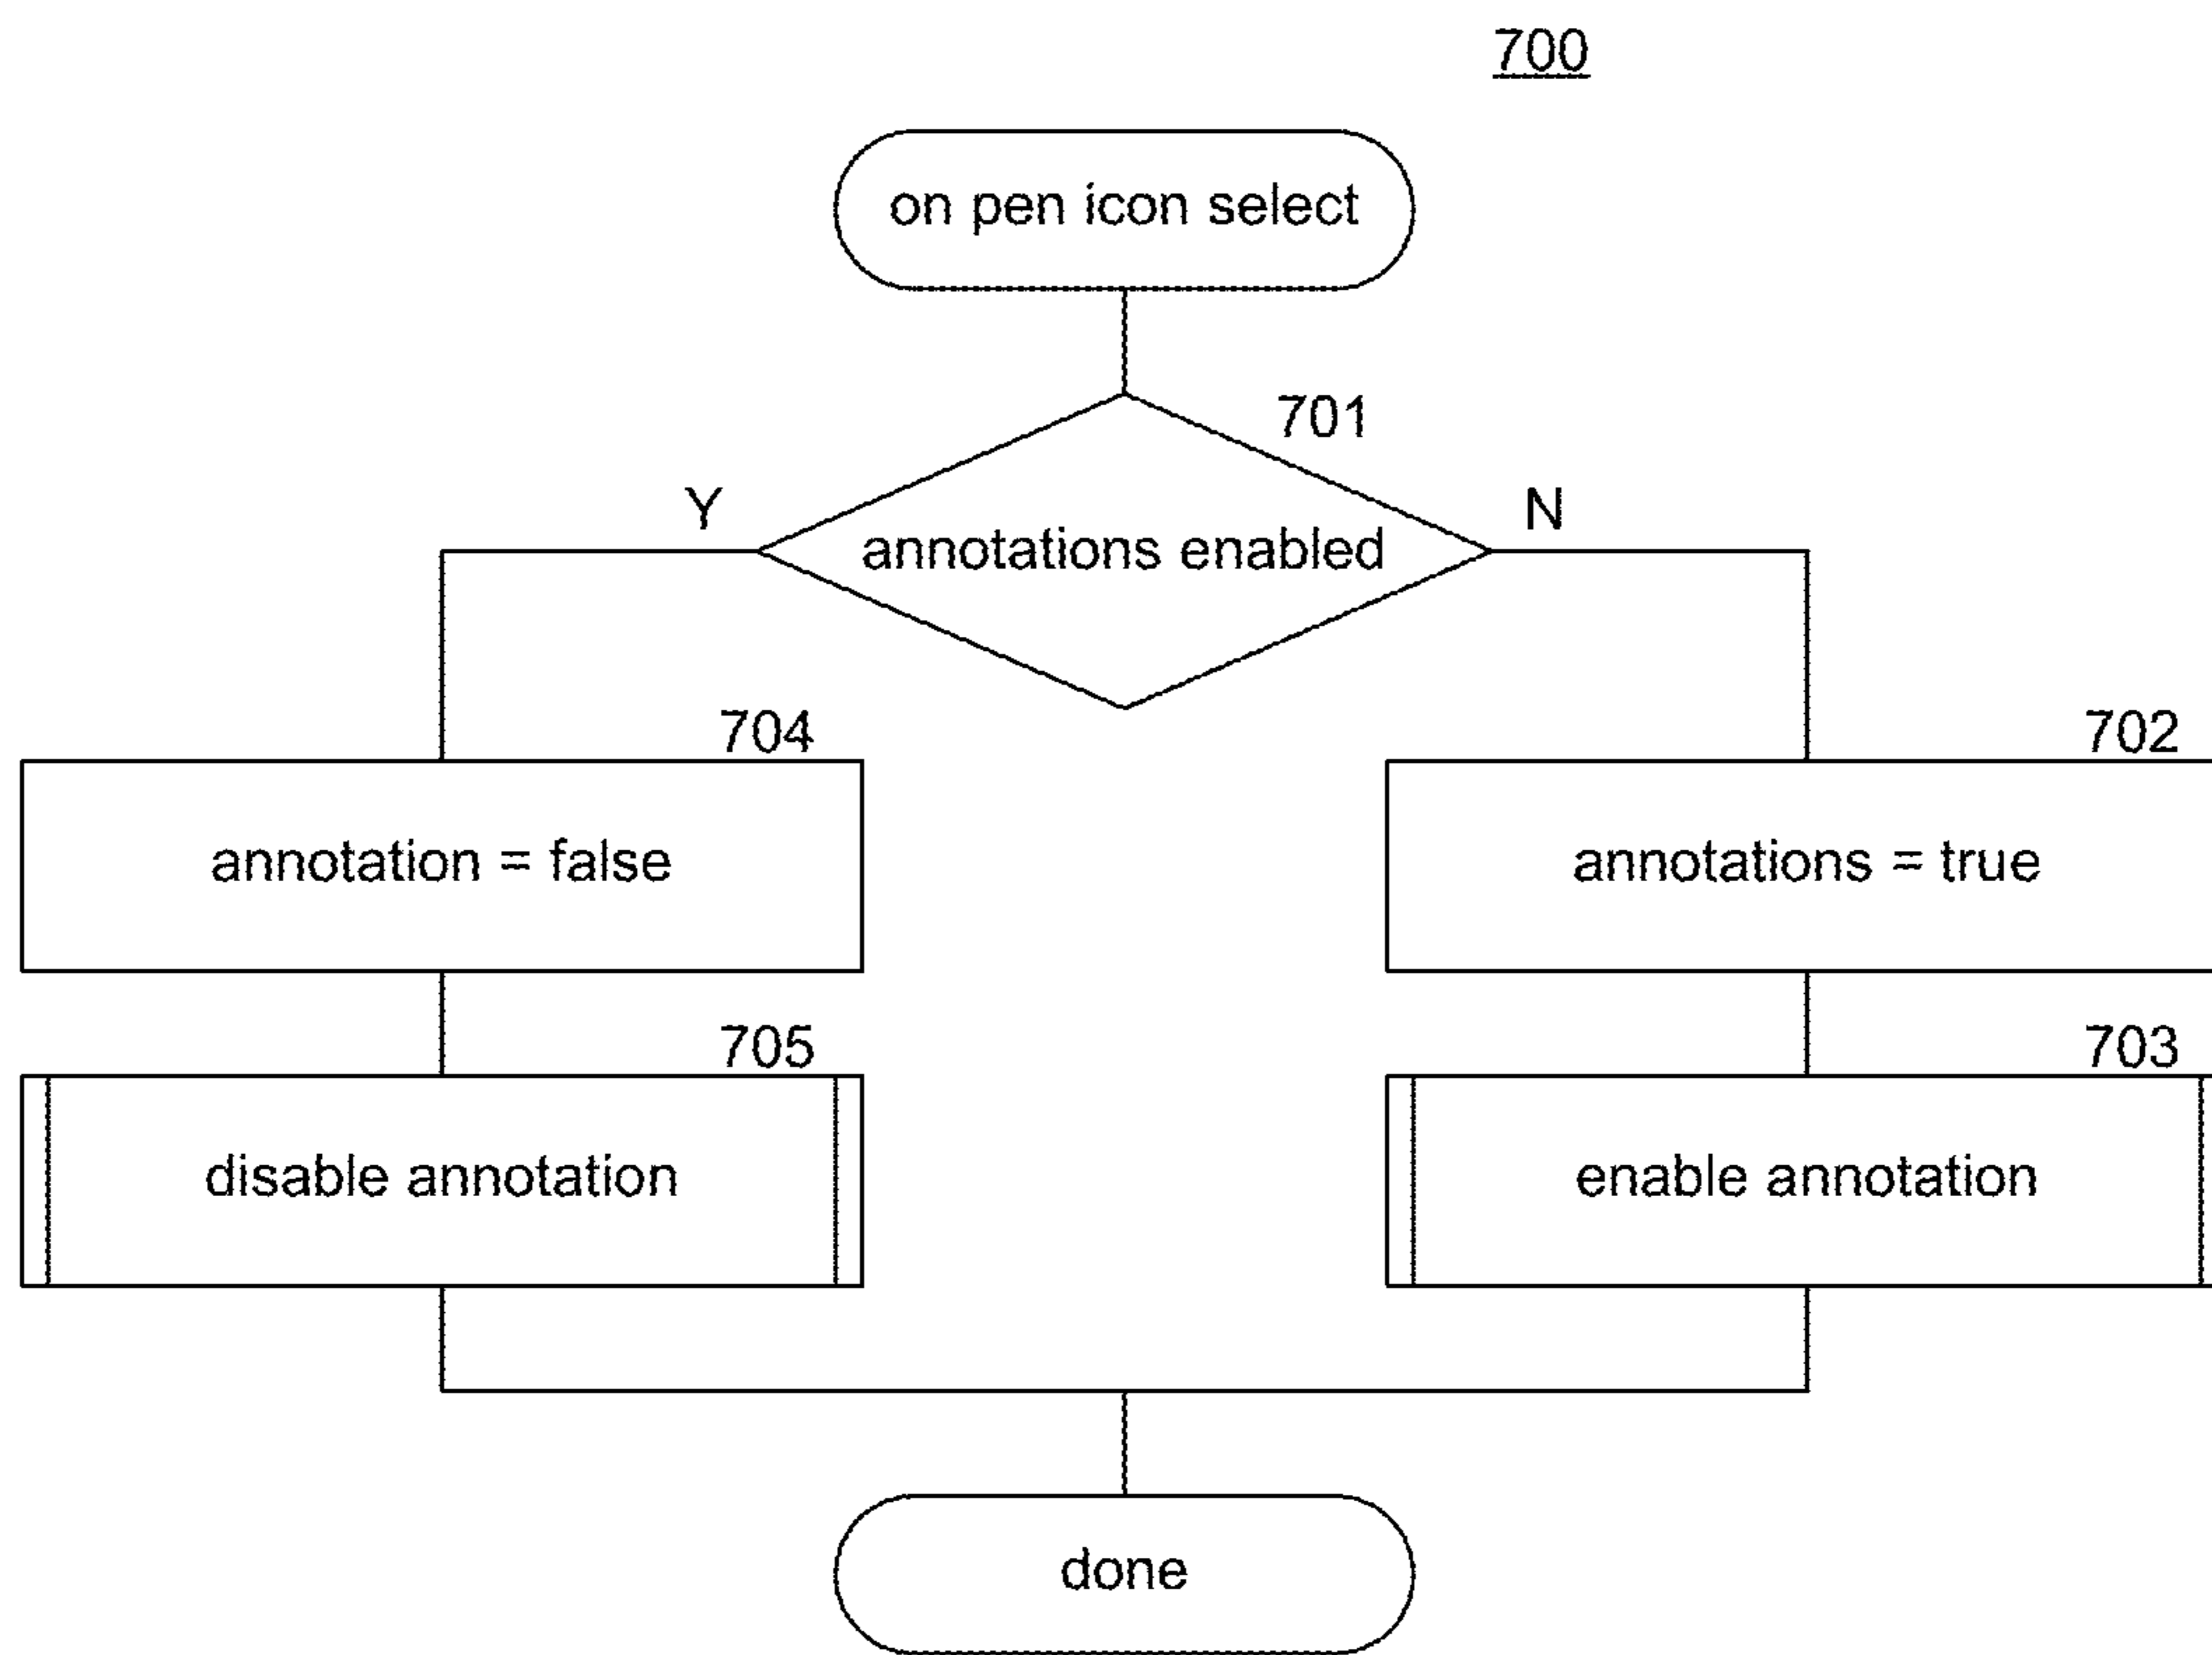 700
on pen icon select
701
Y
annotations enabled
N
704
annotation = false
702
annotations = true
705
disable annotation
703
enable annotation
done